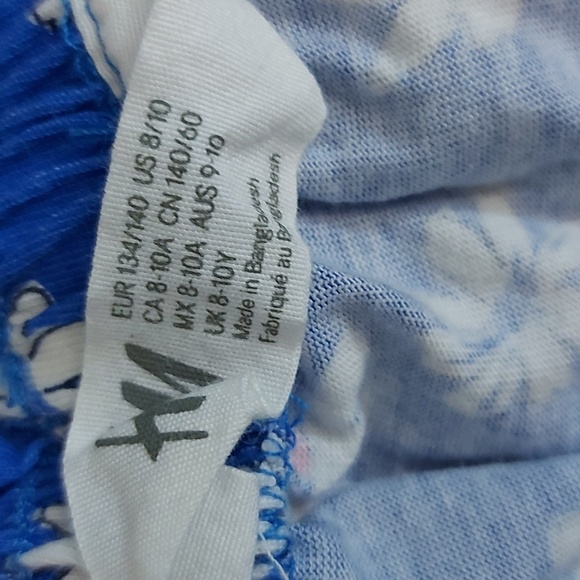 H&M
EUR 134/140 US 8/10
CA 8-10A CN 140/60
MX 8-10A AUS 9-10
UK 8-10Y
Made in Bangladesh
Fabriqué au Bangladesh